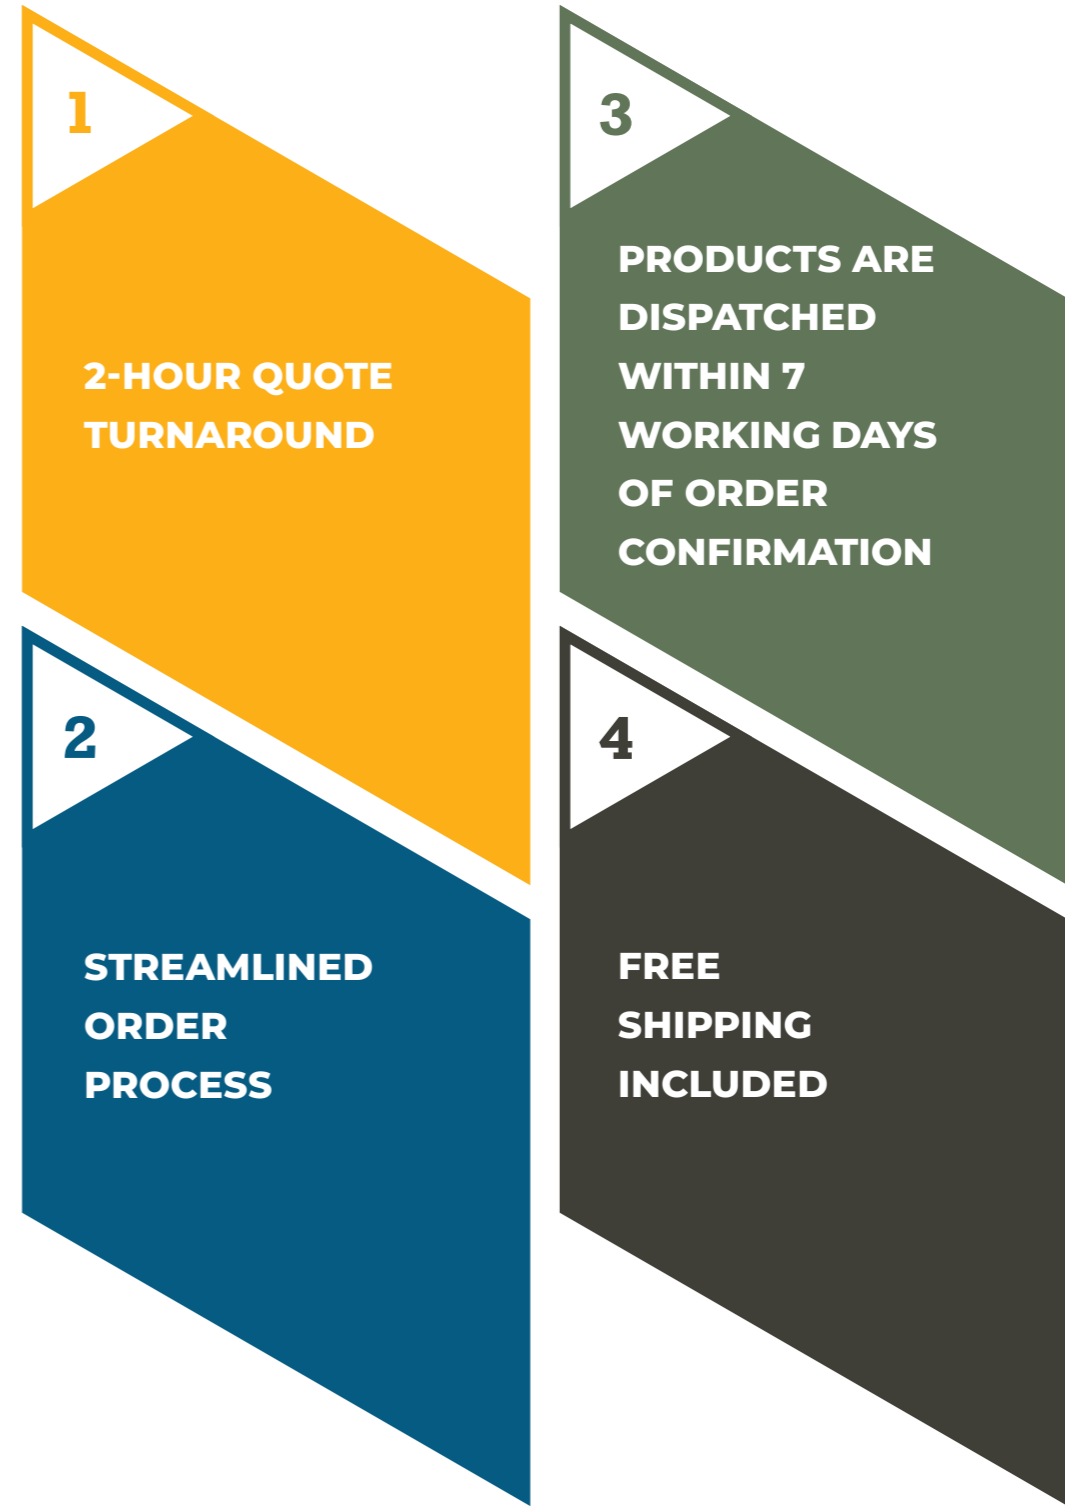 1
2-HOUR QUOTE
TURNAROUND
2
STREAMLINED
ORDER
PROCESS
3
PRODUCTS ARE
DISPATCHED
WITHIN 7
WORKING DAYS
OF ORDER
CONFIRMATION
4
FREE
SHIPPING
INCLUDED